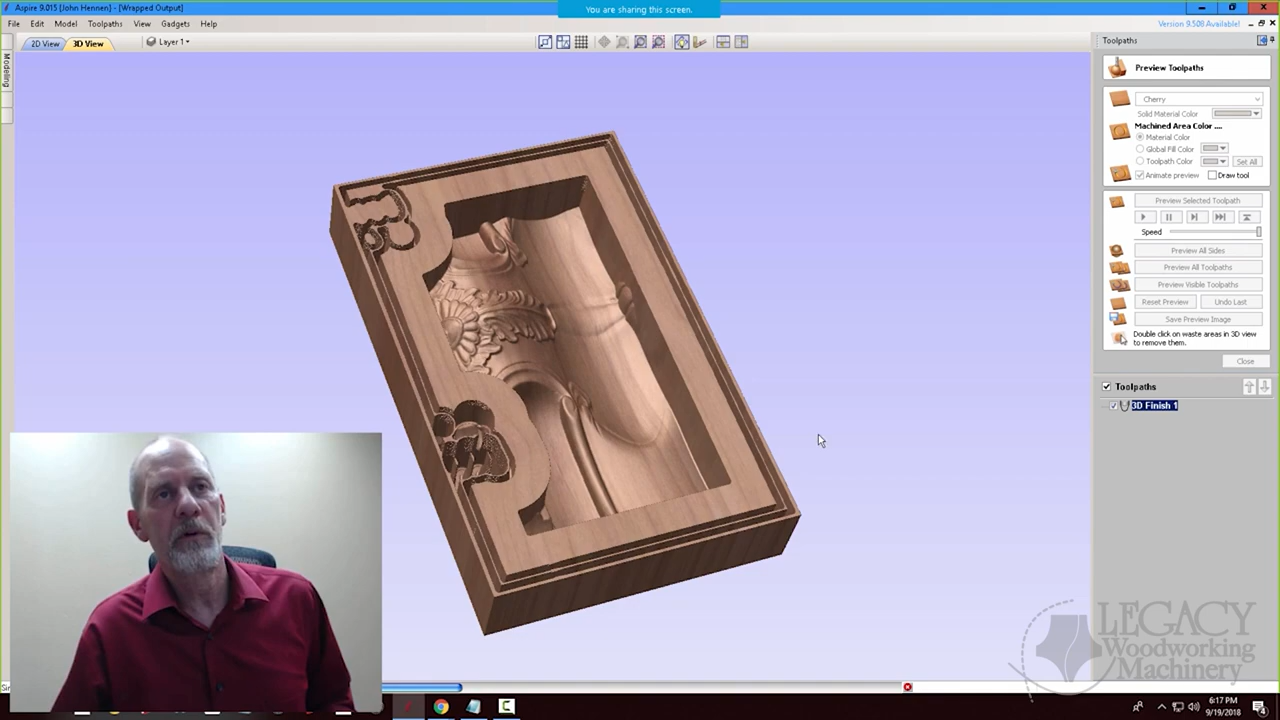 You are sharing this screen.
Aspire 9.015 [John Hennen] - [Wrapped Output]
File Edit Model Toolpaths View Gadgets Help
Version 9.508 Available!
2D View 3D View Layer 1
Modeling
Toolpaths
Preview Toolpaths
Cherry
Solid Material Color
Machined Area Color ....
Material Color
Global Fill Color
Toolpath Color Set All
Animate preview Draw tool
Preview Selected Toolpath
Speed
Preview All Sides
Preview All Toolpaths
Preview Visible Toolpaths
Reset Preview Undo Last
Save Preview Image
Double click on waste areas in 3D view
to remove them.
Close
Toolpaths
3D Finish 1
LEGACY
Woodworking
Machinery
6:17 PM
9/19/2018
4